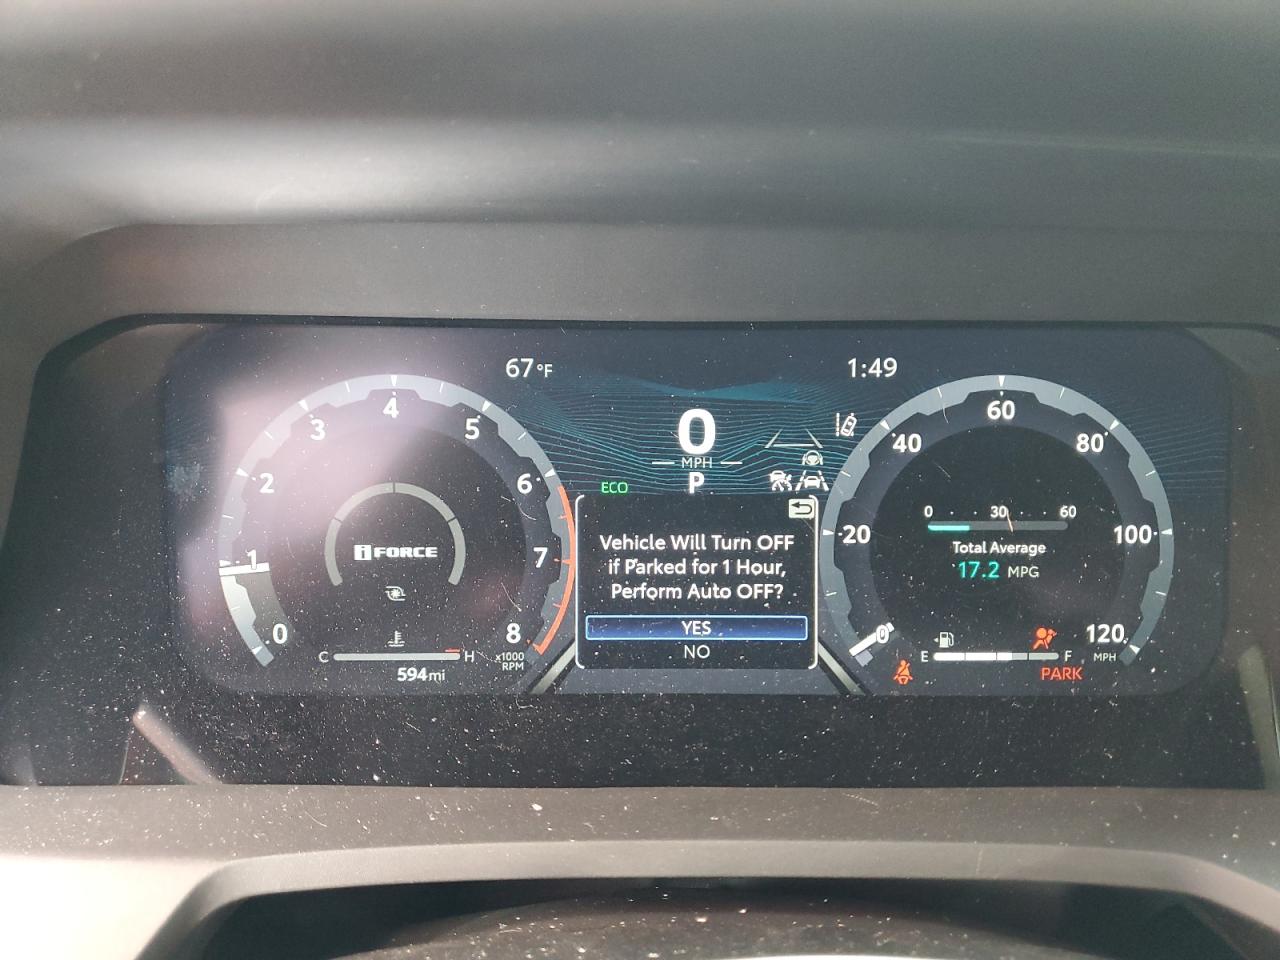 67°F
1:49
0
MPH
P
ECO
0
1
2
3
4
5
6
7
8
x1000
RPM
iFORCE
C
H
594mi
Vehicle Will Turn OFF
if Parked for 1 Hour,
Perform Auto OFF?
YES
NO
0
20
40
60
80
100
120
MPH
0 30 60
Total Average
17.2 MPG
E
F
PARK